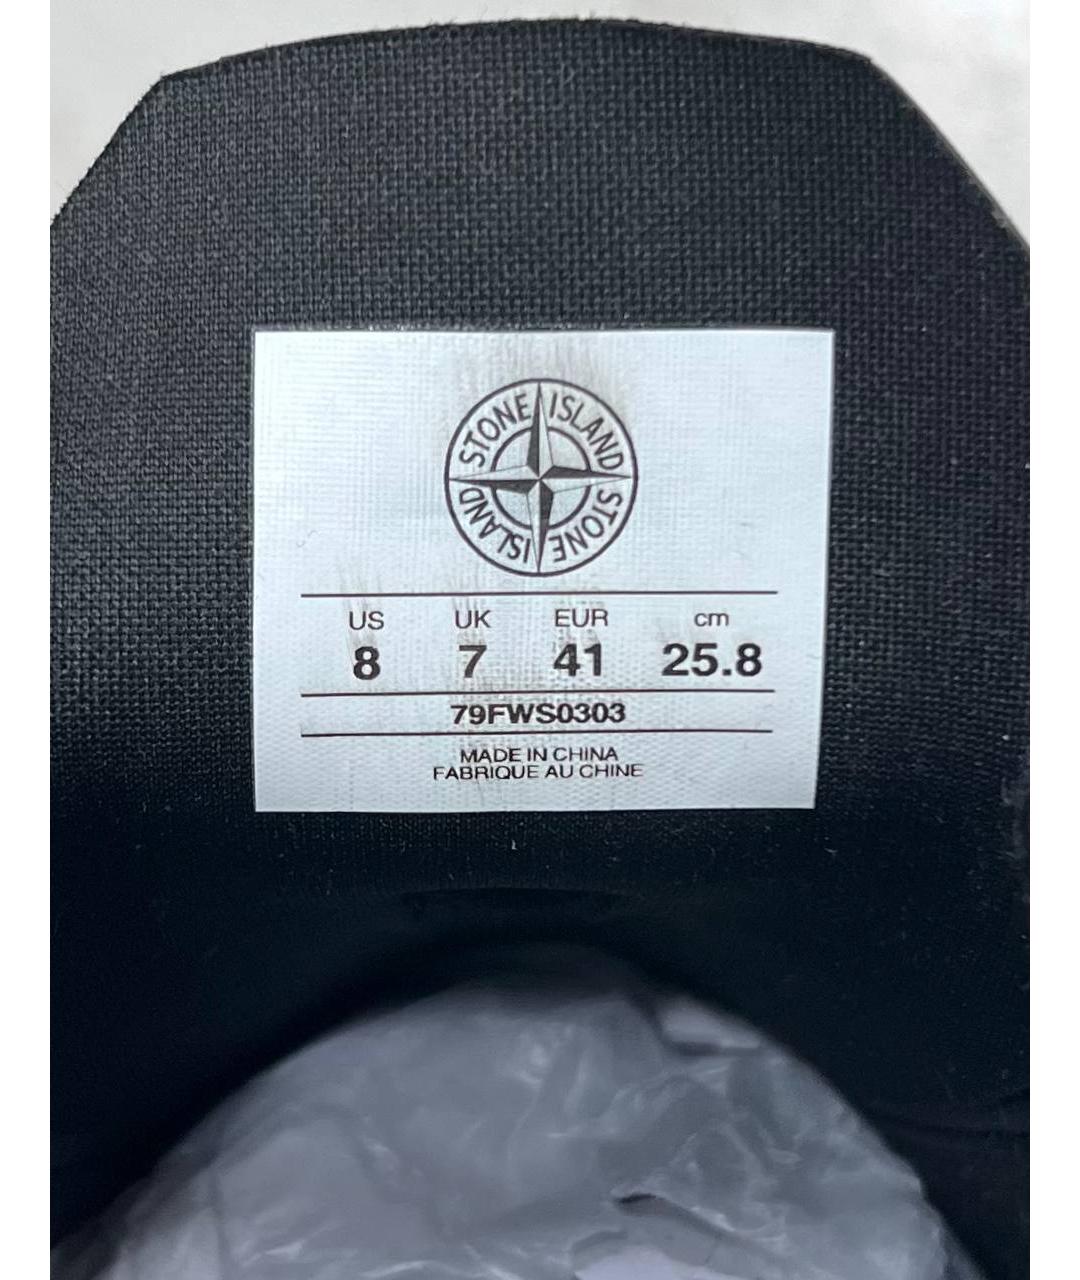 STONE ISLAND STONE ISLAND
US UK EUR cm
8 7 41 25.8
79FWS0303
MADE IN CHINA
FABRIQUE AU CHINE